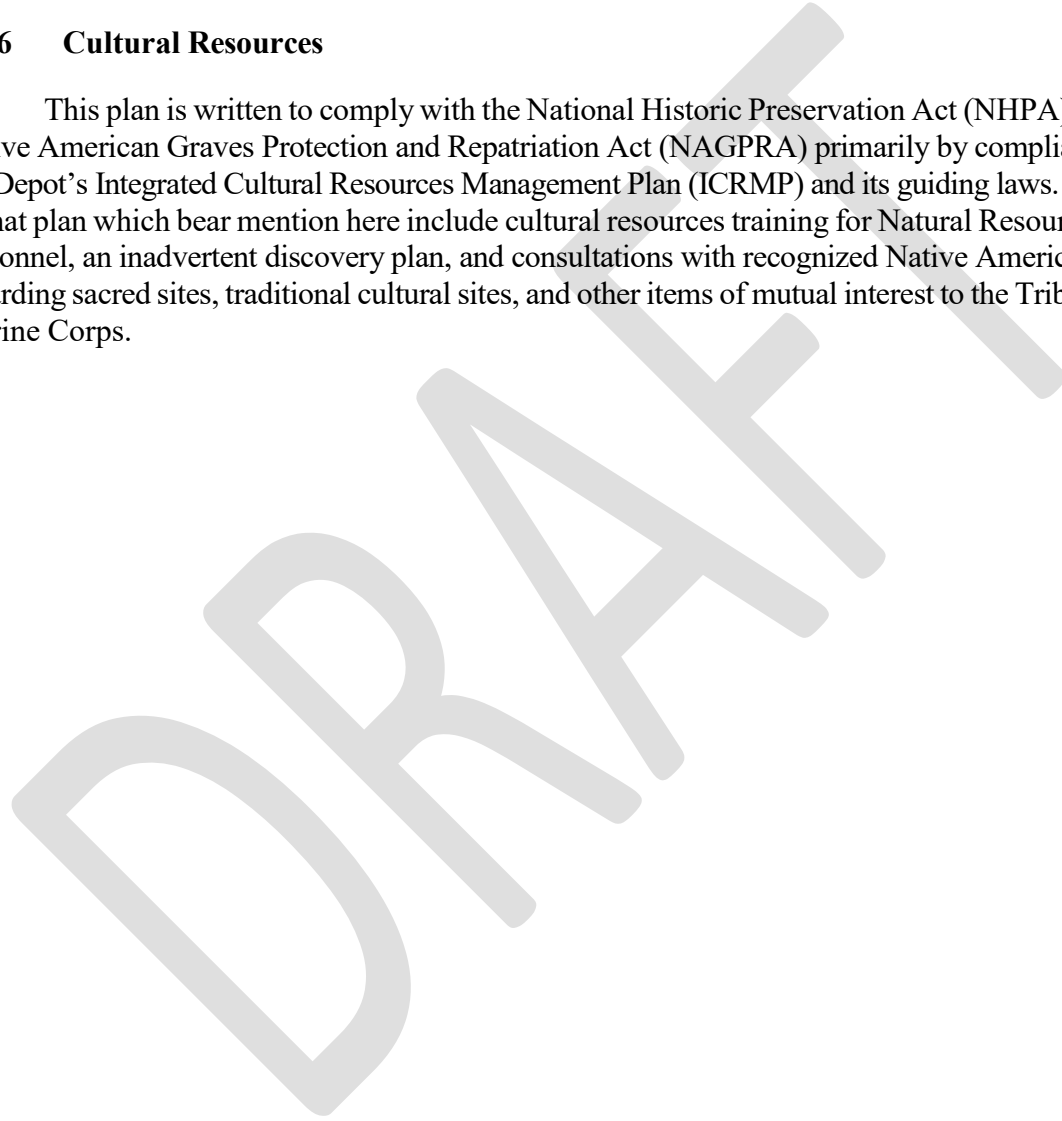 6 Cultural Resources
This plan is written to comply with the National Historic Preservation Act (NHPA)
ve American Graves Protection and Repatriation Act (NAGPRA) primarily by complia
Depot’s Integrated Cultural Resources Management Plan (ICRMP) and its guiding laws.
hat plan which bear mention here include cultural resources training for Natural Resour
onnel, an inadvertent discovery plan, and consultations with recognized Native Americ
rding sacred sites, traditional cultural sites, and other items of mutual interest to the Trib
rine Corps.
DRAFT